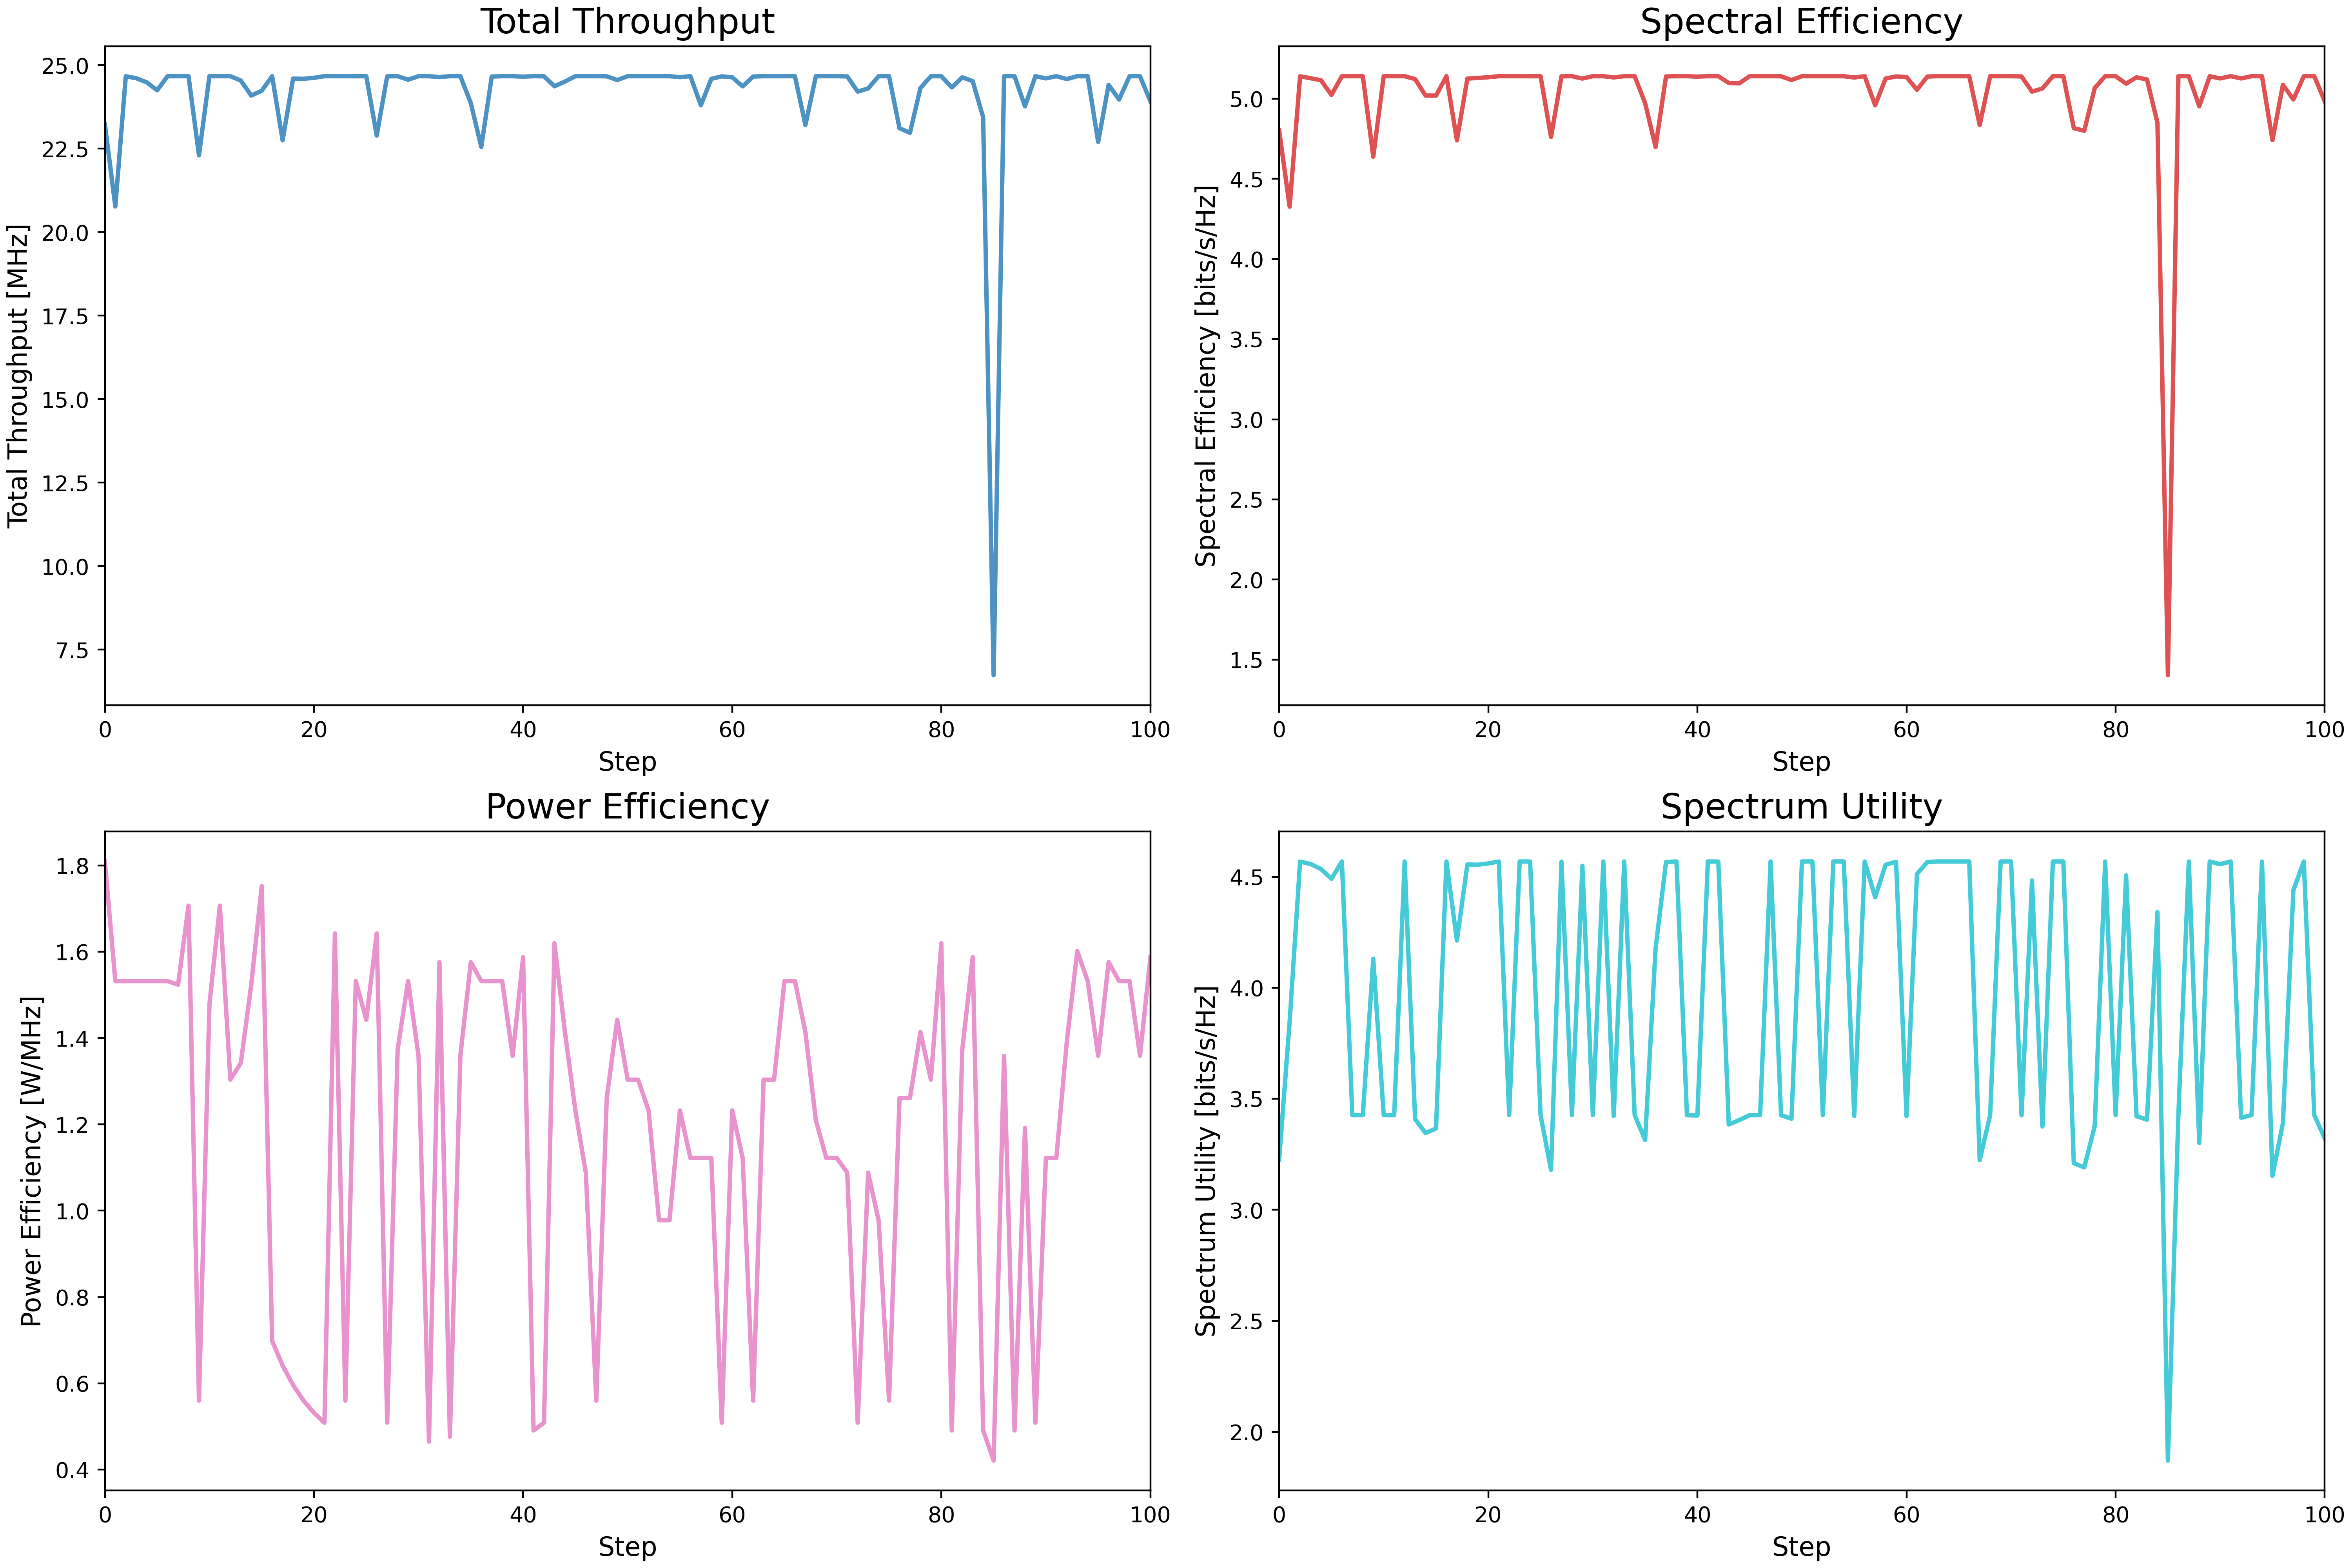 Total Throughput
Total Throughput [MHz]
25.0
22.5
20.0
17.5
15.0
12.5
10.0
7.5
0 20 40 60 80 100
Step
Spectral Efficiency
Spectral Efficiency [bits/s/Hz]
5.0
4.5
4.0
3.5
3.0
2.5
2.0
1.5
0 20 40 60 80 100
Step
Power Efficiency
Power Efficiency [W/MHz]
1.8
1.6
1.4
1.2
1.0
0.8
0.6
0.4
0 20 40 60 80 100
Step
Spectrum Utility
Spectrum Utility [bits/s/Hz]
4.5
4.0
3.5
3.0
2.5
2.0
0 20 40 60 80 100
Step